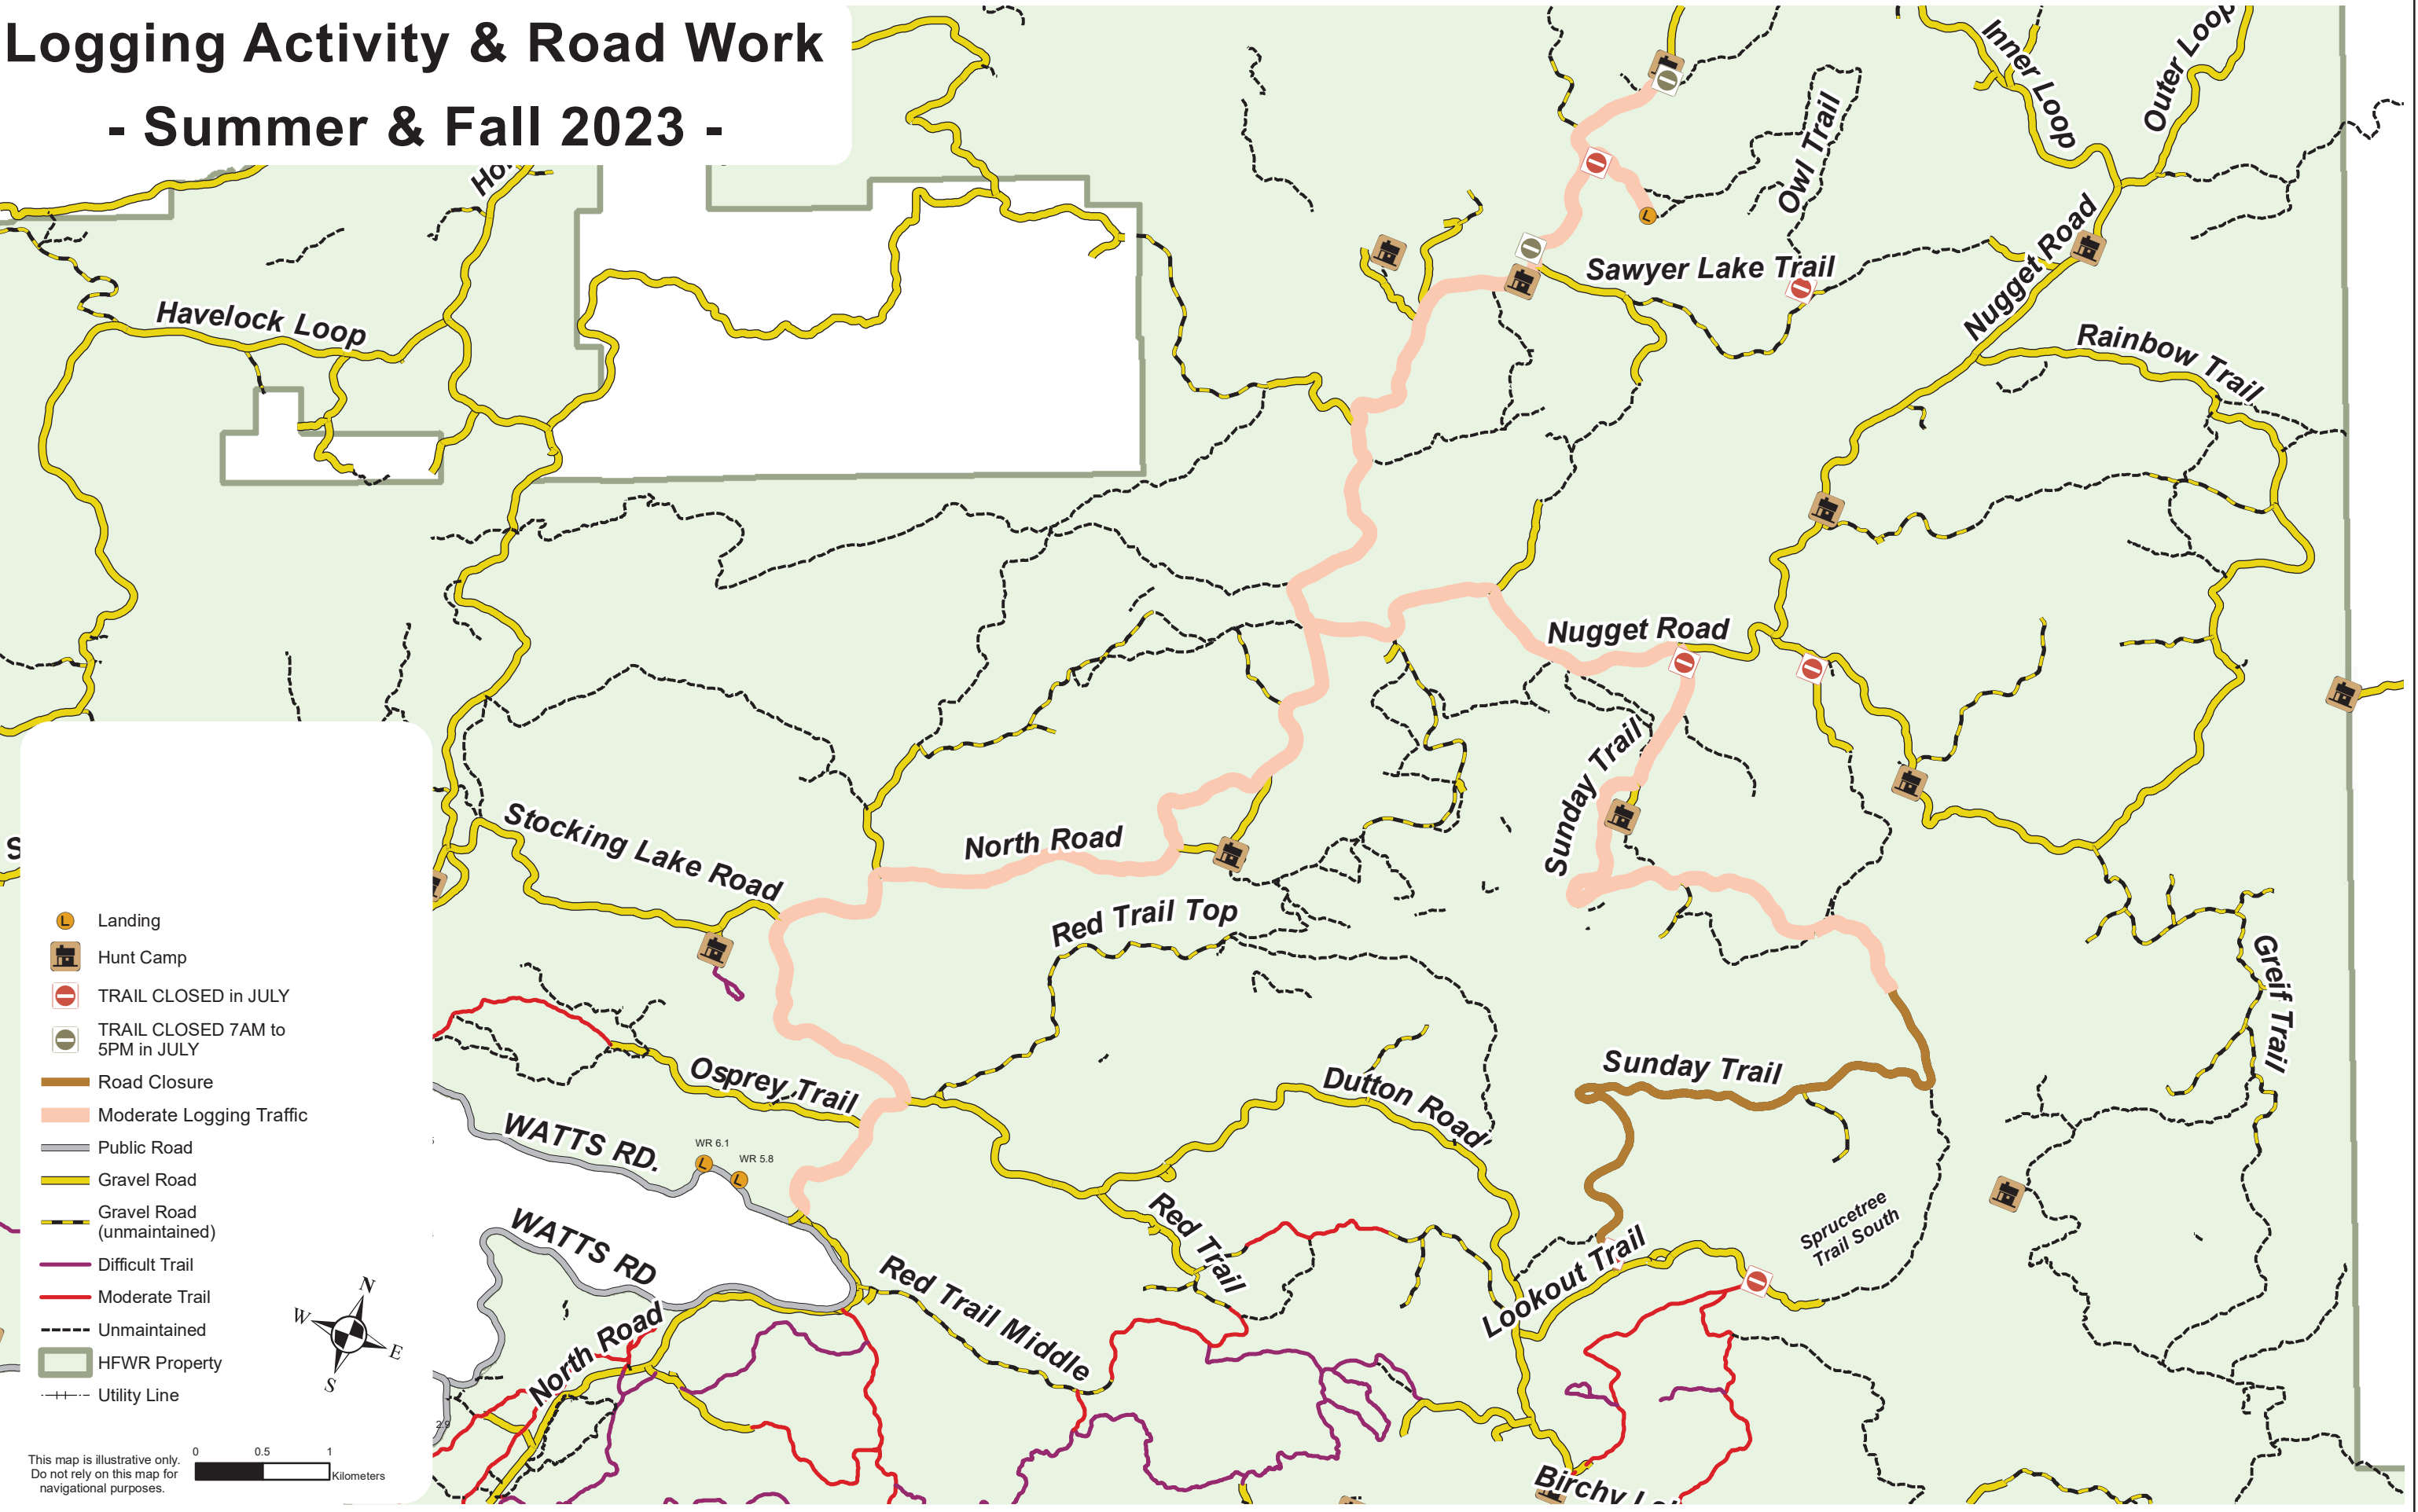 Logging Activity & Road Work
- Summer & Fall 2023 -
Inner Loop
Outer Loop
Owl Trail
Sawyer Lake Trail
Nugget Road
Rainbow Trail
Havelock Loop
Nugget Road
Sunday Trail
Stocking Lake Road
North Road
Red Trail Top
Greif Trail
Osprey Trail
Sunday Trail
Dutton Road
WATTS RD.
WR 6.1
WR 5.8
WATTS RD
Red Trail
Sprucetree
Trail South
Lookout Trail
Red Trail Middle
North Road
2.9
Birchy
L
Landing
Hunt Camp
TRAIL CLOSED in JULY
TRAIL CLOSED 7AM to
5PM in JULY
Road Closure
Moderate Logging Traffic
Public Road
Gravel Road
Gravel Road
(unmaintained)
Difficult Trail
Moderate Trail
Unmaintained
HFWR Property
Utility Line
N
W
E
S
This map is illustrative only.
Do not rely on this map for
navigational purposes.
0 0.5 1
Kilometers